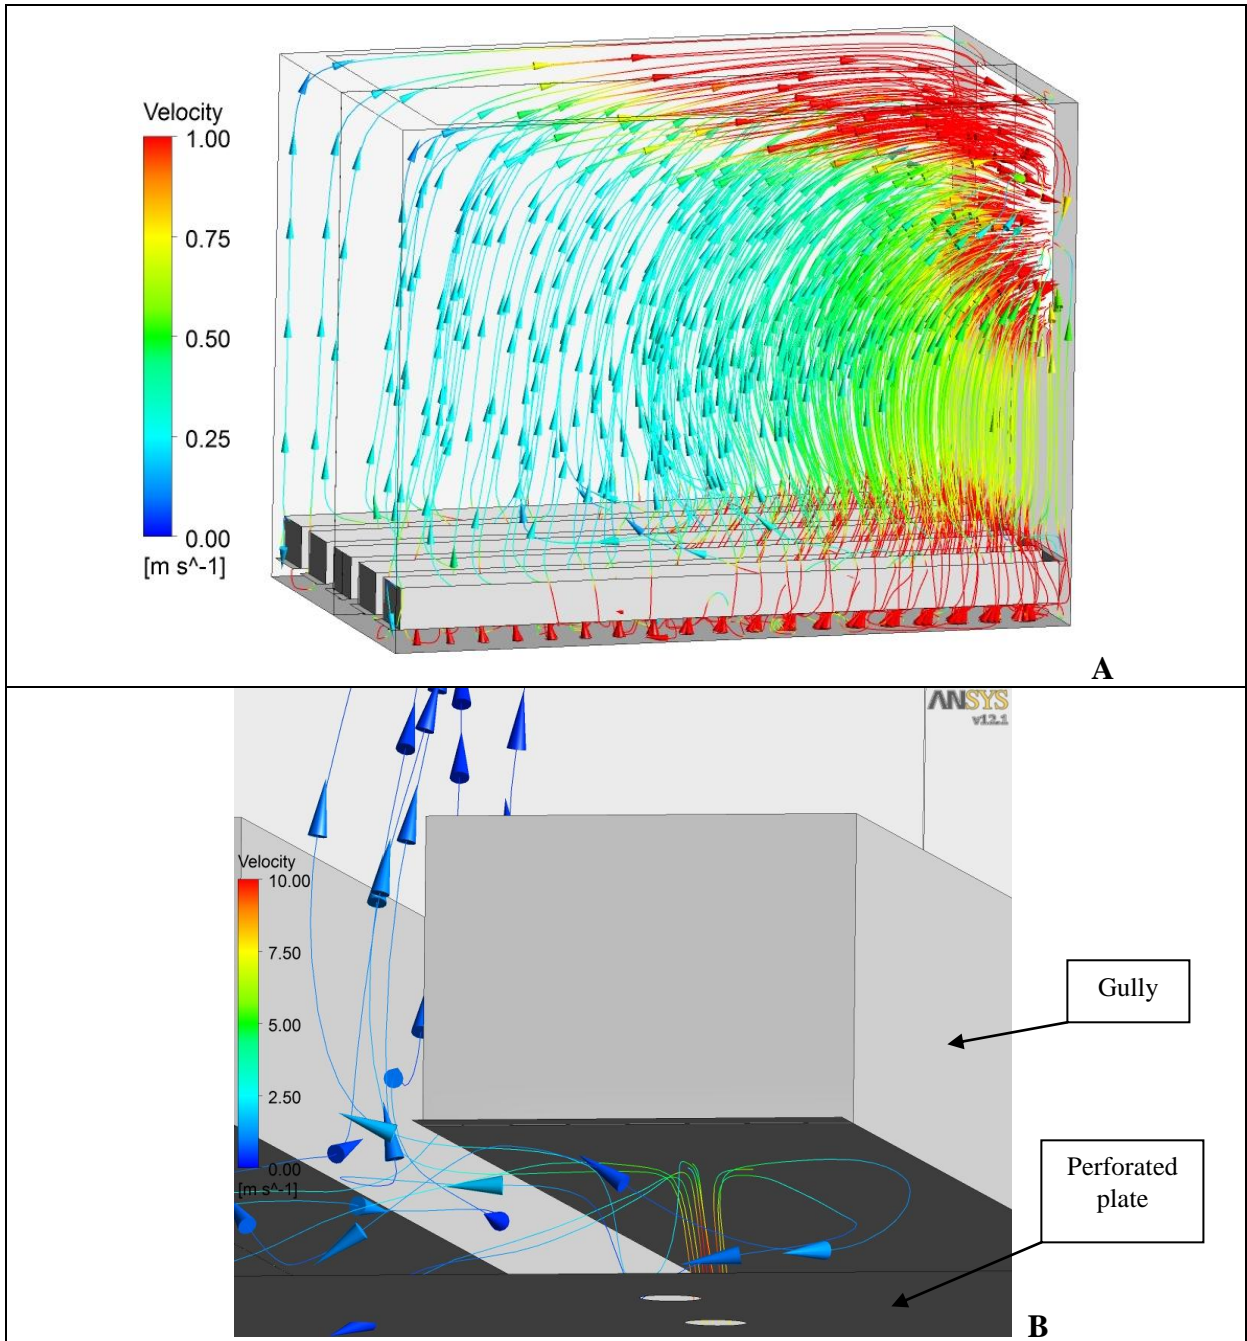 Velocity
1.00
0.75
0.50
0.25
0.00
[m s^-1]
A
ANSYS
v12.1
Velocity
10.00
7.50
5.00
2.50
0.00
[m s^-1]
Gully
Perforated
plate
B